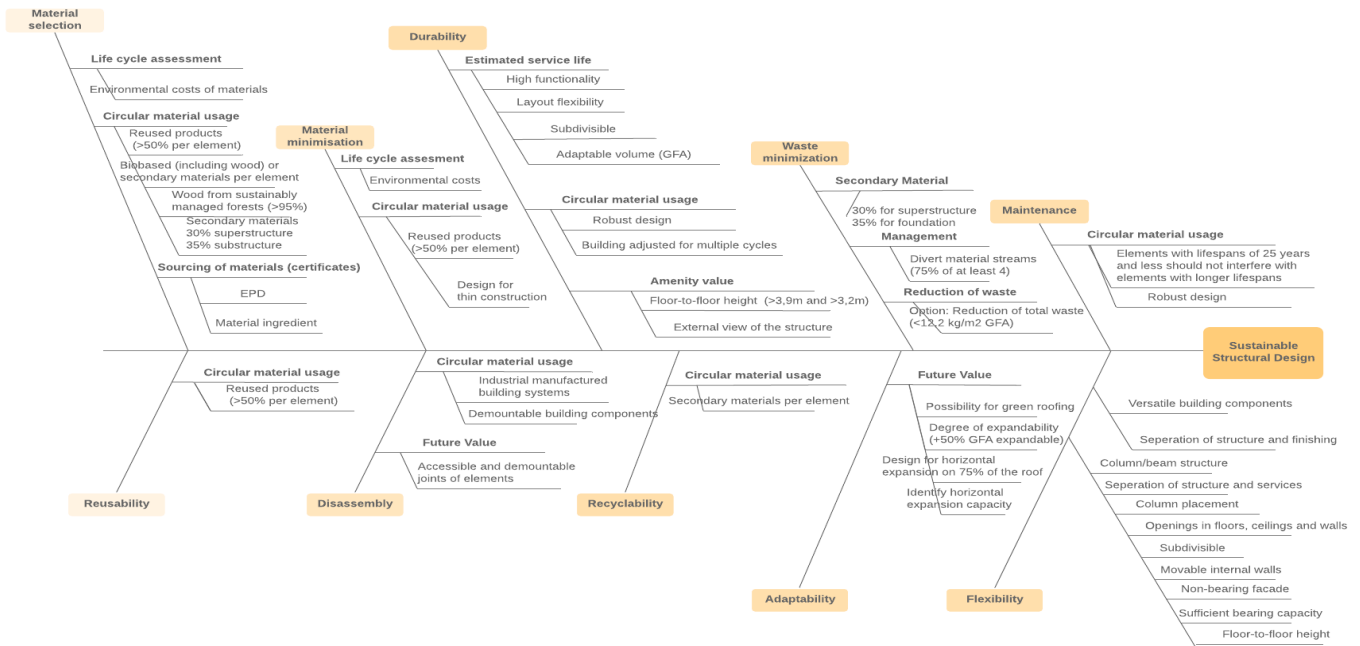 Material
selection
Life cycle assessment
Environmental costs of materials
Circular material usage
Reused products
(>50% per element)
Biobased (including wood) or
secondary materials per element
Wood from sustainably
managed forests (>95%)
Secondary materials
30% superstructure
35% substructure
Sourcing of materials (certificates)
EPD
Material ingredient
Material
minimisation
Life cycle assesment
Environmental costs
Circular material usage
Reused products
(>50% per element)
Design for
thin construction
Durability
Estimated service life
High functionality
Layout flexibility
Subdivisible
Adaptable volume (GFA)
Circular material usage
Robust design
Building adjusted for multiple cycles
Amenity value
Floor-to-floor height (>3,9m and >3,2m)
External view of the structure
Waste
minimization
Secondary Material
30% for superstructure
35% for foundation
Management
Divert material streams
(75% of at least 4)
Reduction of waste
Option: Reduction of total waste
(<12,2 kg/m2 GFA)
Maintenance
Circular material usage
Elements with lifespans of 25 years
and less should not interfere with
elements with longer lifespans
Robust design
Sustainable
Structural Design
Circular material usage
Reused products
(>50% per element)
Reusability
Circular material usage
Industrial manufactured
building systems
Demountable building components
Future Value
Accessible and demountable
joints of elements
Disassembly
Circular material usage
Secondary materials per element
Recyclability
Future Value
Possibility for green roofing
Degree of expandability
(+50% GFA expandable)
Design for horizontal
expansion on 75% of the roof
Identify horizontal
expansion capacity
Adaptability
Versatile building components
Seperation of structure and finishing
Column/beam structure
Seperation of structure and services
Column placement
Openings in floors, ceilings and walls
Subdivisible
Movable internal walls
Non-bearing facade
Sufficient bearing capacity
Floor-to-floor height
Flexibility